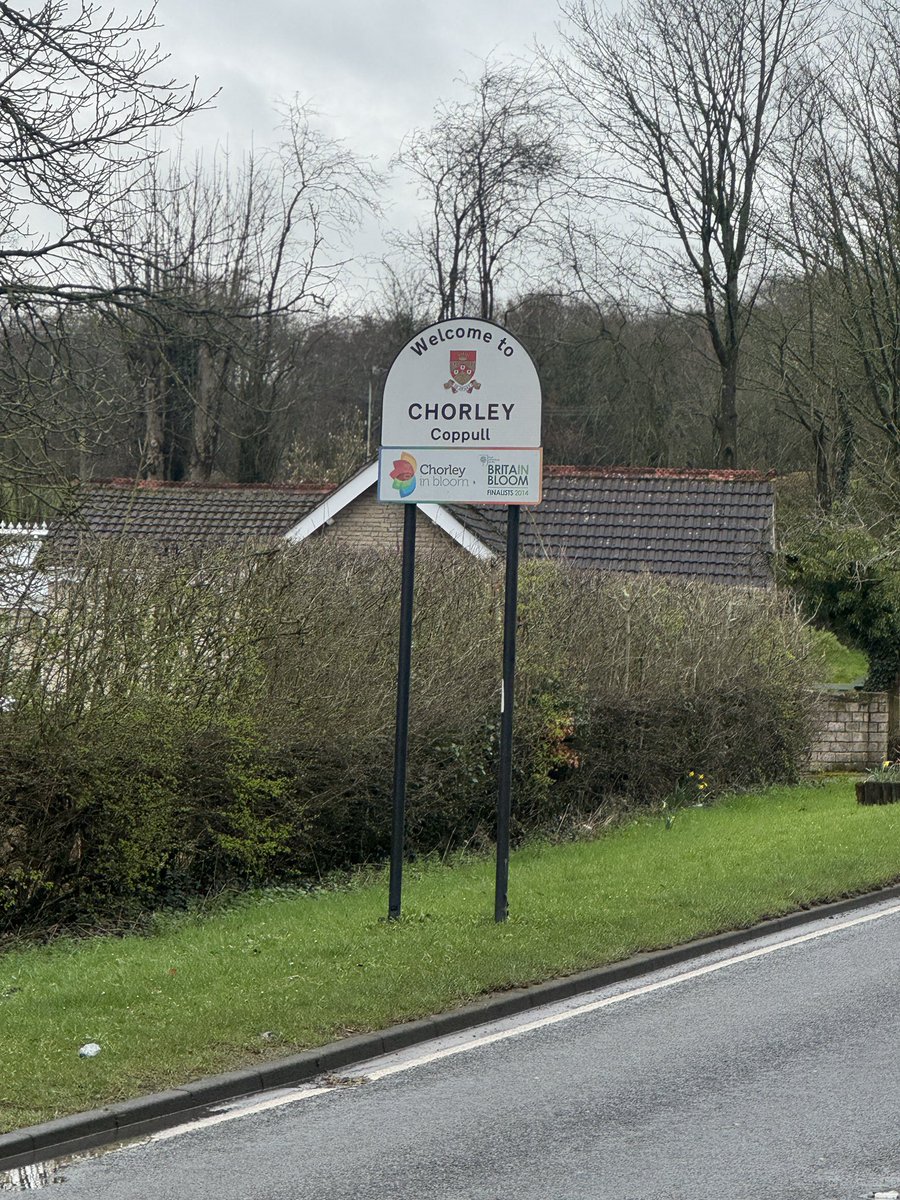 Welcome to
CHORLEY
Coppull
Chorley
in bloom
BRITAIN
BLOOM
FINALISTS 2014